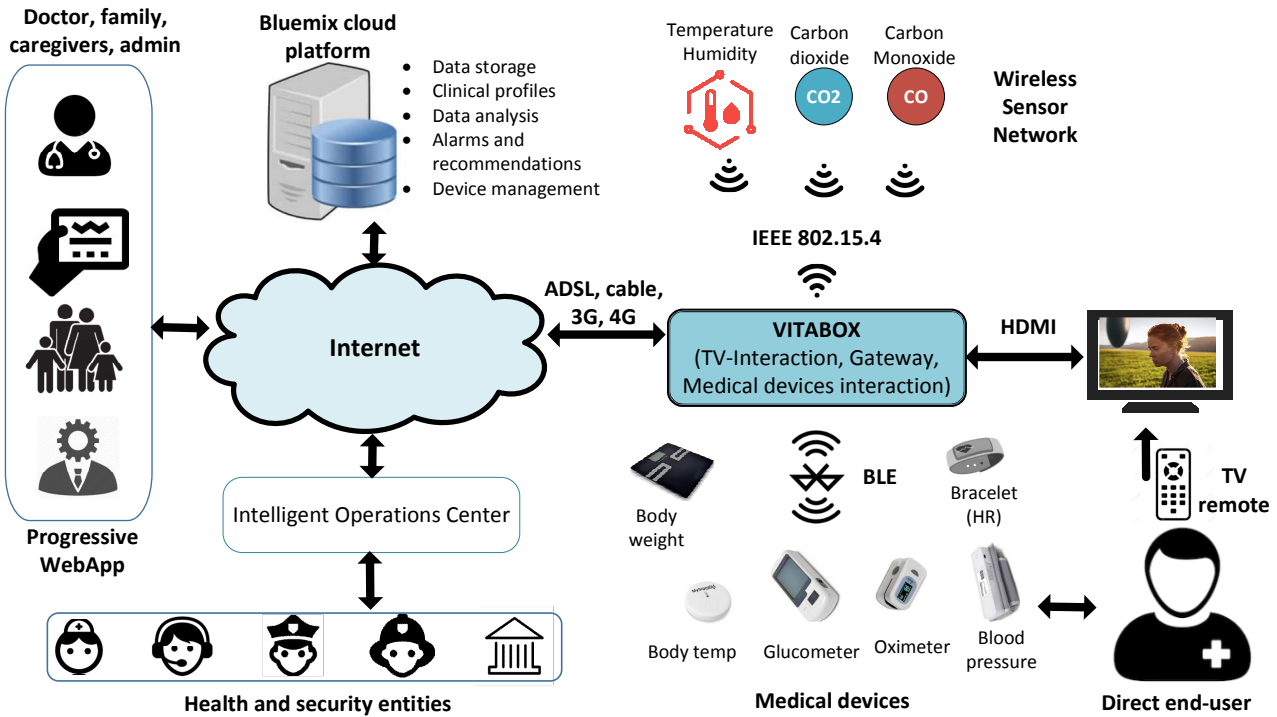 Doctor, family,
caregivers, admin
Progressive
WebApp
Bluemix cloud
platform
• Data storage
• Clinical profiles
• Data analysis
• Alarms and
recommendations
• Device management
Temperature
Humidity
Carbon
dioxide
CO2
Carbon
Monoxide
CO
Wireless
Sensor
Network
IEEE 802.15.4
Internet
ADSL, cable,
3G, 4G
VITABOX
(TV-Interaction, Gateway,
Medical devices interaction)
HDMI
TV
remote
BLE
Body
weight
Bracelet
(HR)
Body temp
Glucometer
Oximeter
Blood
pressure
Medical devices
Direct end-user
Intelligent Operations Center
Health and security entities